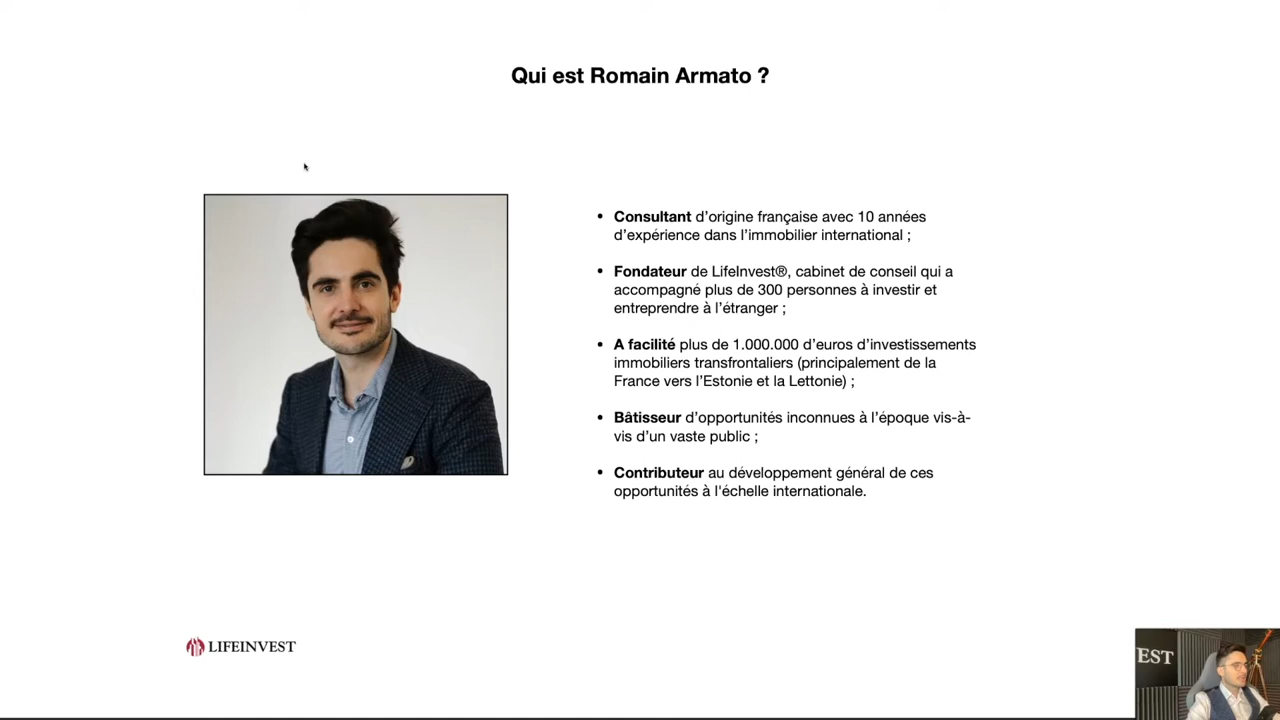 Qui est Romain Armato ?
• Consultant d’origine française avec 10 années
d’expérience dans l’immobilier international ;
• Fondateur de LifeInvest®, cabinet de conseil qui a
accompagné plus de 300 personnes à investir et
entreprendre à l’étranger ;
• A facilité plus de 1.000.000 d’euros d’investissements
immobiliers transfrontaliers (principalement de la
France vers l’Estonie et la Lettonie) ;
• Bâtisseur d’opportunités inconnues à l’époque vis-à-
vis d’un vaste public ;
• Contributeur au développement général de ces
opportunités à l'échelle internationale.
LIFEINVEST
EST